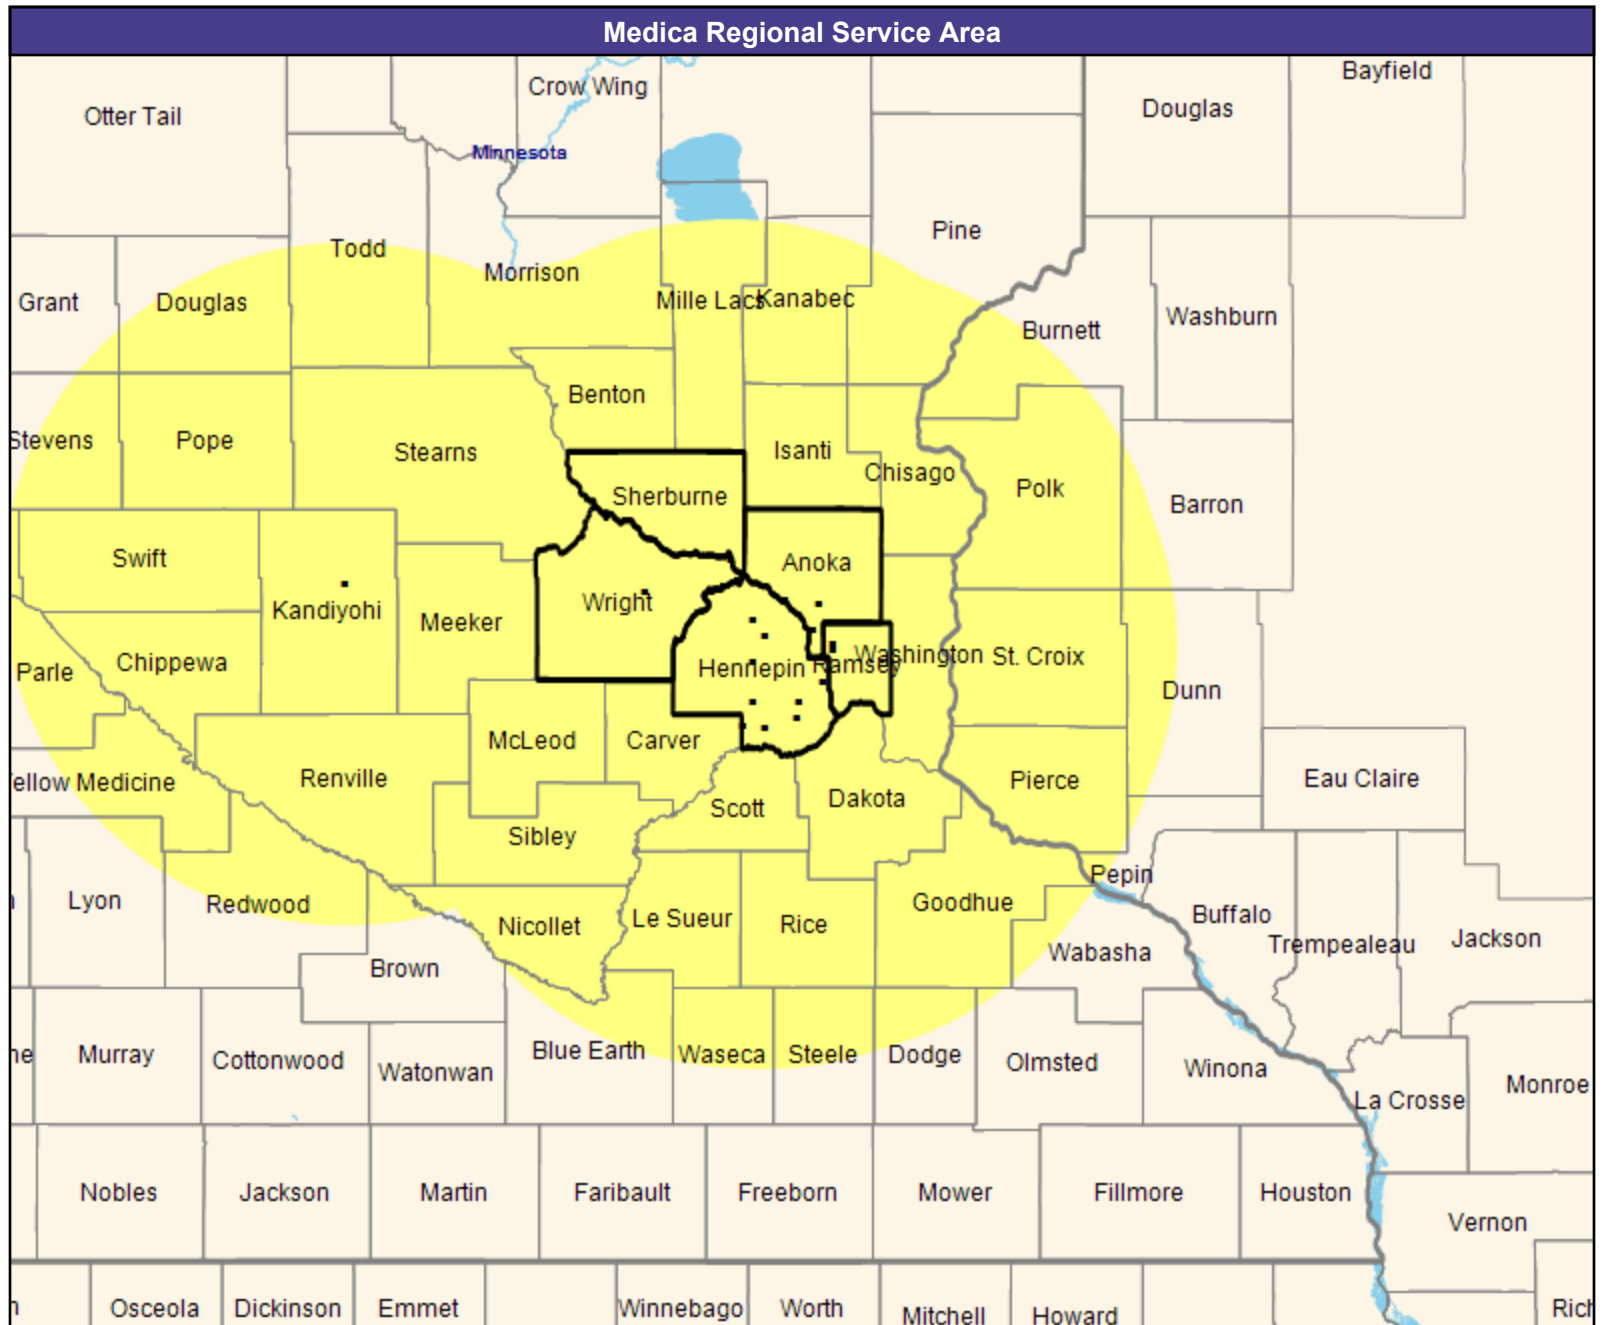 Medica Regional Service Area
Bayfield
Crow Wing
Otter Tail
Douglas
Minnesota
Pine
Todd
Morrison
Grant
Douglas
Mille Lacs
Kanabec
Washburn
Burnett
Benton
Stevens
Pope
Stearns
Isanti
Chisago
Polk
Sherburne
Barron
Swift
Anoka
Kandiyohi
Wright
Meeker
Parle
Chippewa
Hennepin
Ramsey
Washington
St. Croix
Dunn
McLeod
Carver
ellow Medicine
Renville
Pierce
Eau Claire
Scott
Dakota
Sibley
Pepin
Lyon
Redwood
Nicollet
Le Sueur
Rice
Goodhue
Buffalo
Trempealeau
Jackson
Wabasha
Brown
ne
Murray
Cottonwood
Watonwan
Blue Earth
Waseca
Steele
Dodge
Olmsted
Winona
La Crosse
Monroe
Nobles
Jackson
Martin
Faribault
Freeborn
Mower
Fillmore
Houston
Vernon
Osceola
Dickinson
Emmet
Winnebago
Worth
Mitchell
Howard
Rich